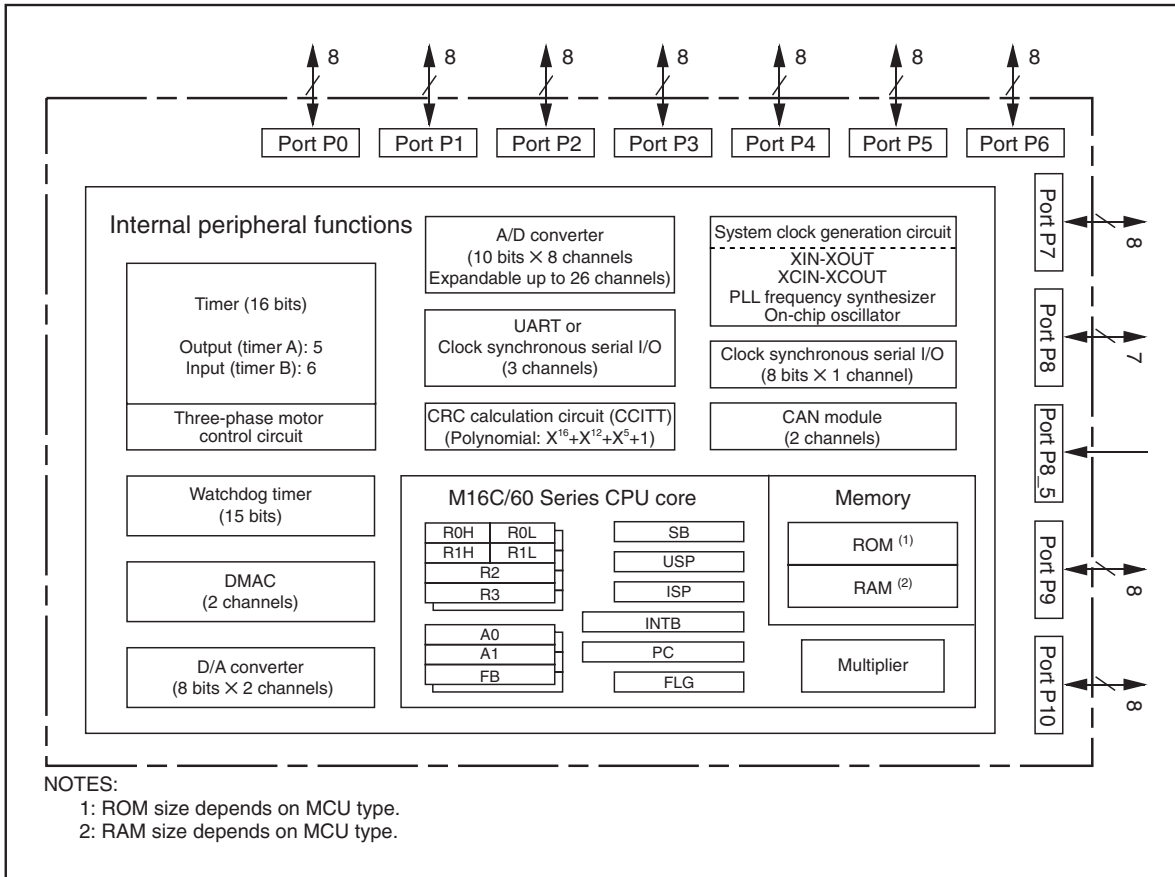 8
8
8
8
8
8
8
Port P0
Port P1
Port P2
Port P3
Port P4
Port P5
Port P6
Internal peripheral functions
Timer (16 bits)
Output (timer A): 5
Input (timer B): 6
Three-phase motor
control circuit
Watchdog timer
(15 bits)
DMAC
(2 channels)
D/A converter
(8 bits × 2 channels)
A/D converter
(10 bits × 8 channels
Expandable up to 26 channels)
UART or
Clock synchronous serial I/O
(3 channels)
CRC calculation circuit (CCITT)
(Polynomial: X¹⁶+X¹²+X⁵+1)
System clock generation circuit
XIN-XOUT
XCIN-XCOUT
PLL frequency synthesizer
On-chip oscillator
Clock synchronous serial I/O
(8 bits × 1 channel)
CAN module
(2 channels)
M16C/60 Series CPU core
R0H
R0L
R1H
R1L
R2
R3
A0
A1
FB
SB
USP
ISP
INTB
PC
FLG
Memory
ROM (1)
RAM (2)
Multiplier
Port P7
8
Port P8
7
Port P8_5
Port P9
8
Port P10
8
NOTES:
1: ROM size depends on MCU type.
2: RAM size depends on MCU type.